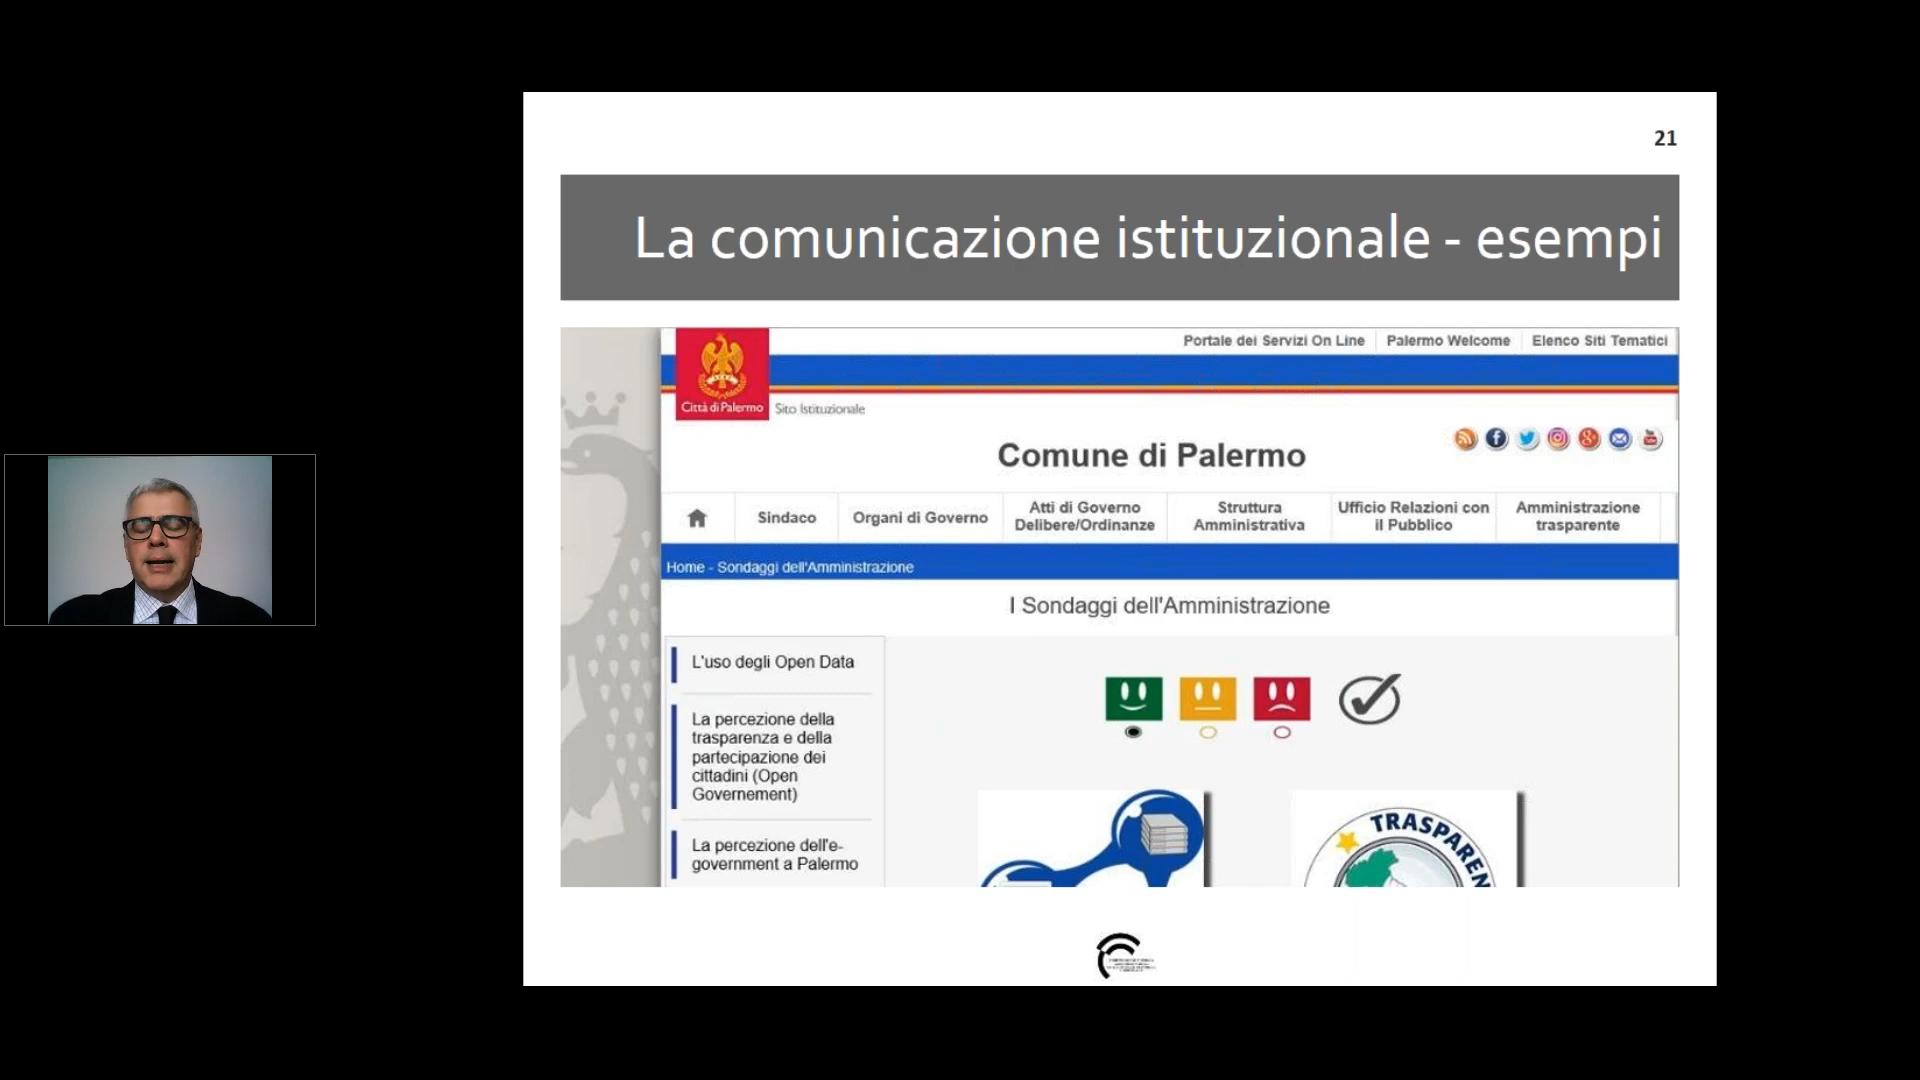 21
La comunicazione istituzionale - esempi
Portale dei Servizi On Line
Palermo Welcome
Elenco Siti Tematici
Città di Palermo
Sito Istituzionale
Comune di Palermo
Sindaco
Organi di Governo
Atti di Governo
Delibere/Ordinanze
Struttura
Amministrativa
Ufficio Relazioni con
il Pubblico
Amministrazione
trasparente
Home - Sondaggi dell'Amministrazione
I Sondaggi dell'Amministrazione
L'uso degli Open Data
La percezione della
trasparenza e della
partecipazione dei
cittadini (Open
Governement)
La percezione dell'e-
government a Palermo
TRASPAREN